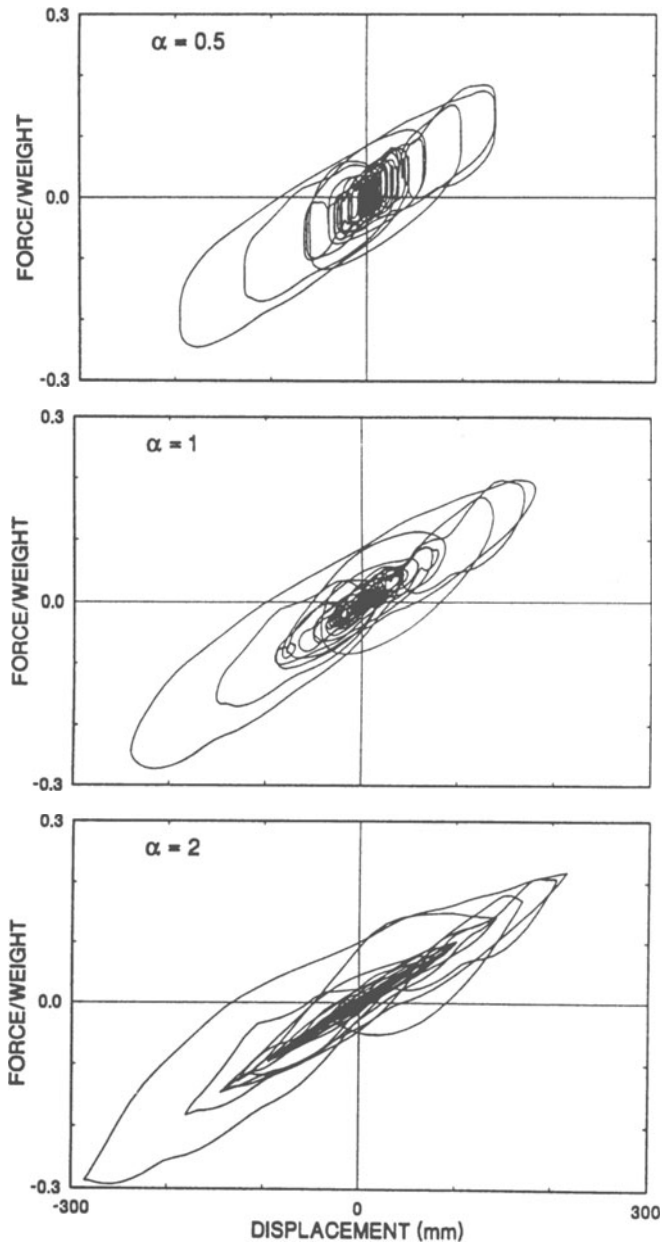 0.3
α = 0.5
FORCE/WEIGHT
0.0
-0.3
0.3
α = 1
FORCE/WEIGHT
0.0
-0.3
0.3
α = 2
FORCE/WEIGHT
0.0
-0.3
-300 0 300
DISPLACEMENT (mm)